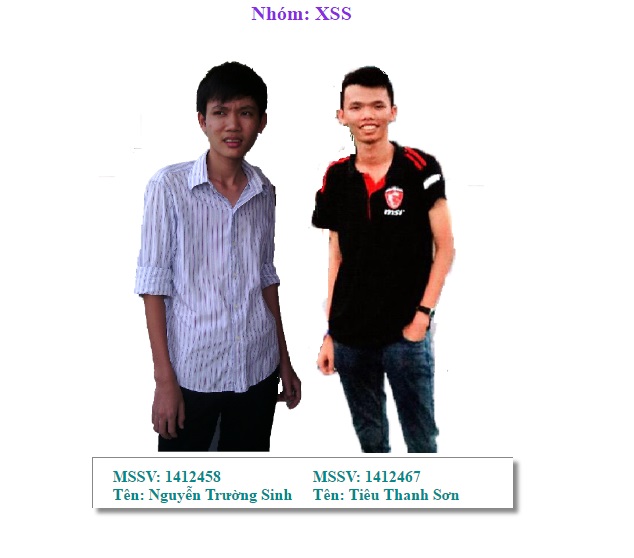 Nhóm: XSS
msi
MSSV: 1412458 MSSV: 1412467
Tên: Nguyễn Trường Sinh Tên: Tiêu Thanh Sơn